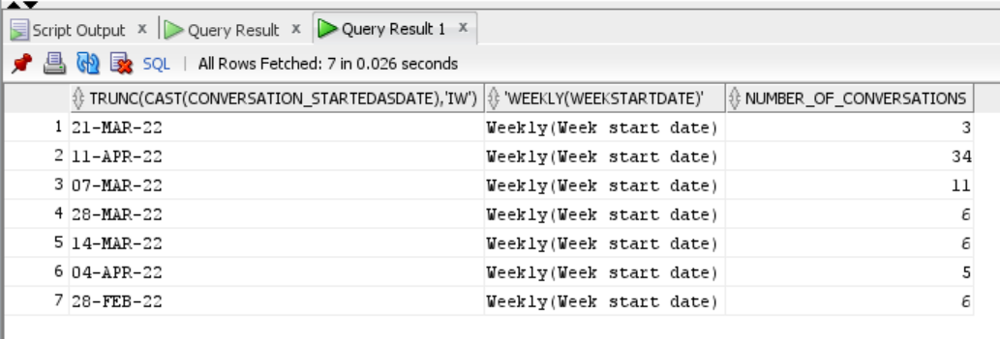 Script Output x Query Result x Query Result 1 x
SQL | All Rows Fetched: 7 in 0.026 seconds
TRUNC(CAST(CONVERSATION_STARTEDASDATE),'IW') 'WEEKLY(WEEKSTARTDATE)' NUMBER_OF_CONVERSATIONS
1 21-MAR-22 Weekly(Week start date) 3
2 11-APR-22 Weekly(Week start date) 34
3 07-MAR-22 Weekly(Week start date) 11
4 28-MAR-22 Weekly(Week start date) 6
5 14-MAR-22 Weekly(Week start date) 6
6 04-APR-22 Weekly(Week start date) 5
7 28-FEB-22 Weekly(Week start date) 6